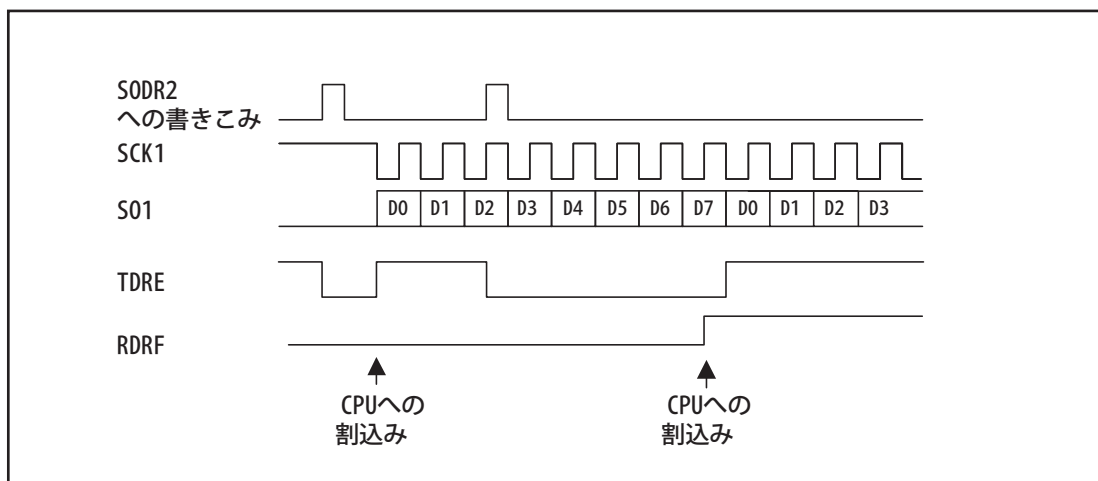 SODR2
への書きこみ
SCK1
SO1
D0 D1 D2 D3 D4 D5 D6 D7 D0 D1 D2 D3
TDRE
RDRF
CPUへの
割込み
CPUへの
割込み